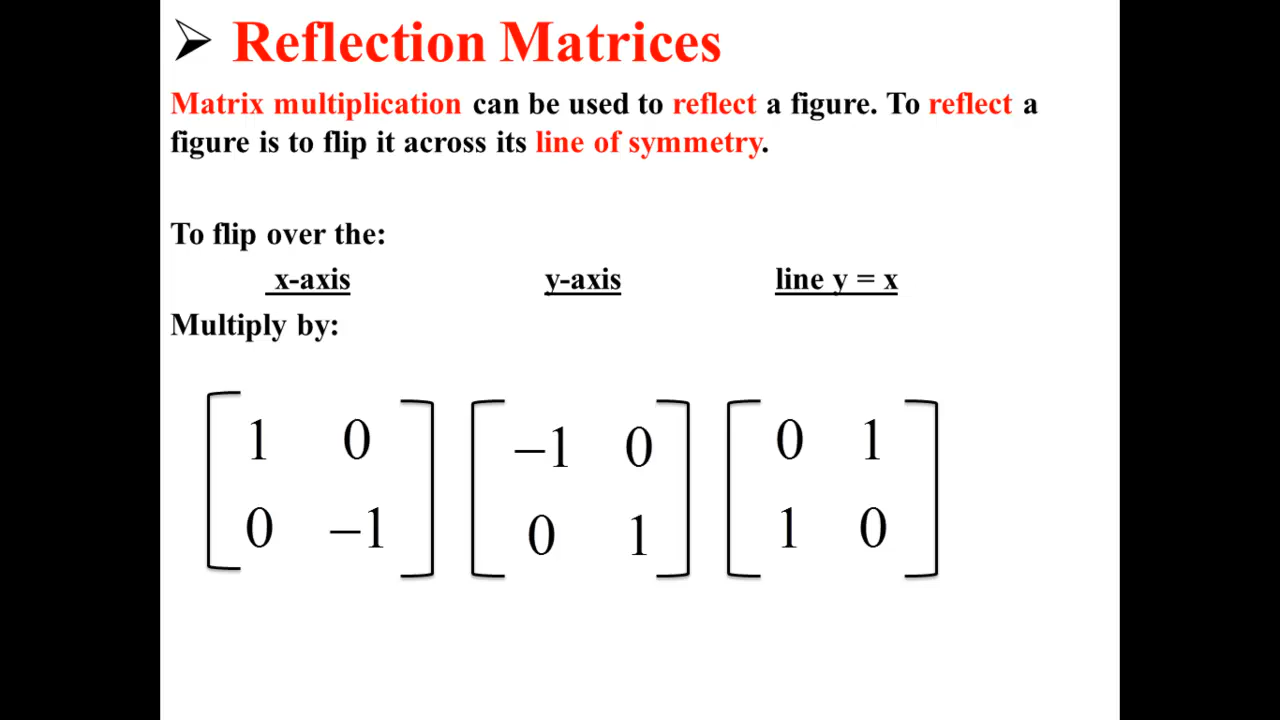 ➢ Reflection Matrices
Matrix multiplication can be used to reflect a figure. To reflect a
figure is to flip it across its line of symmetry.
To flip over the:
x-axis y-axis line y = x
Multiply by:
1 0 −1 0 0 1
0 −1 0 1 1 0